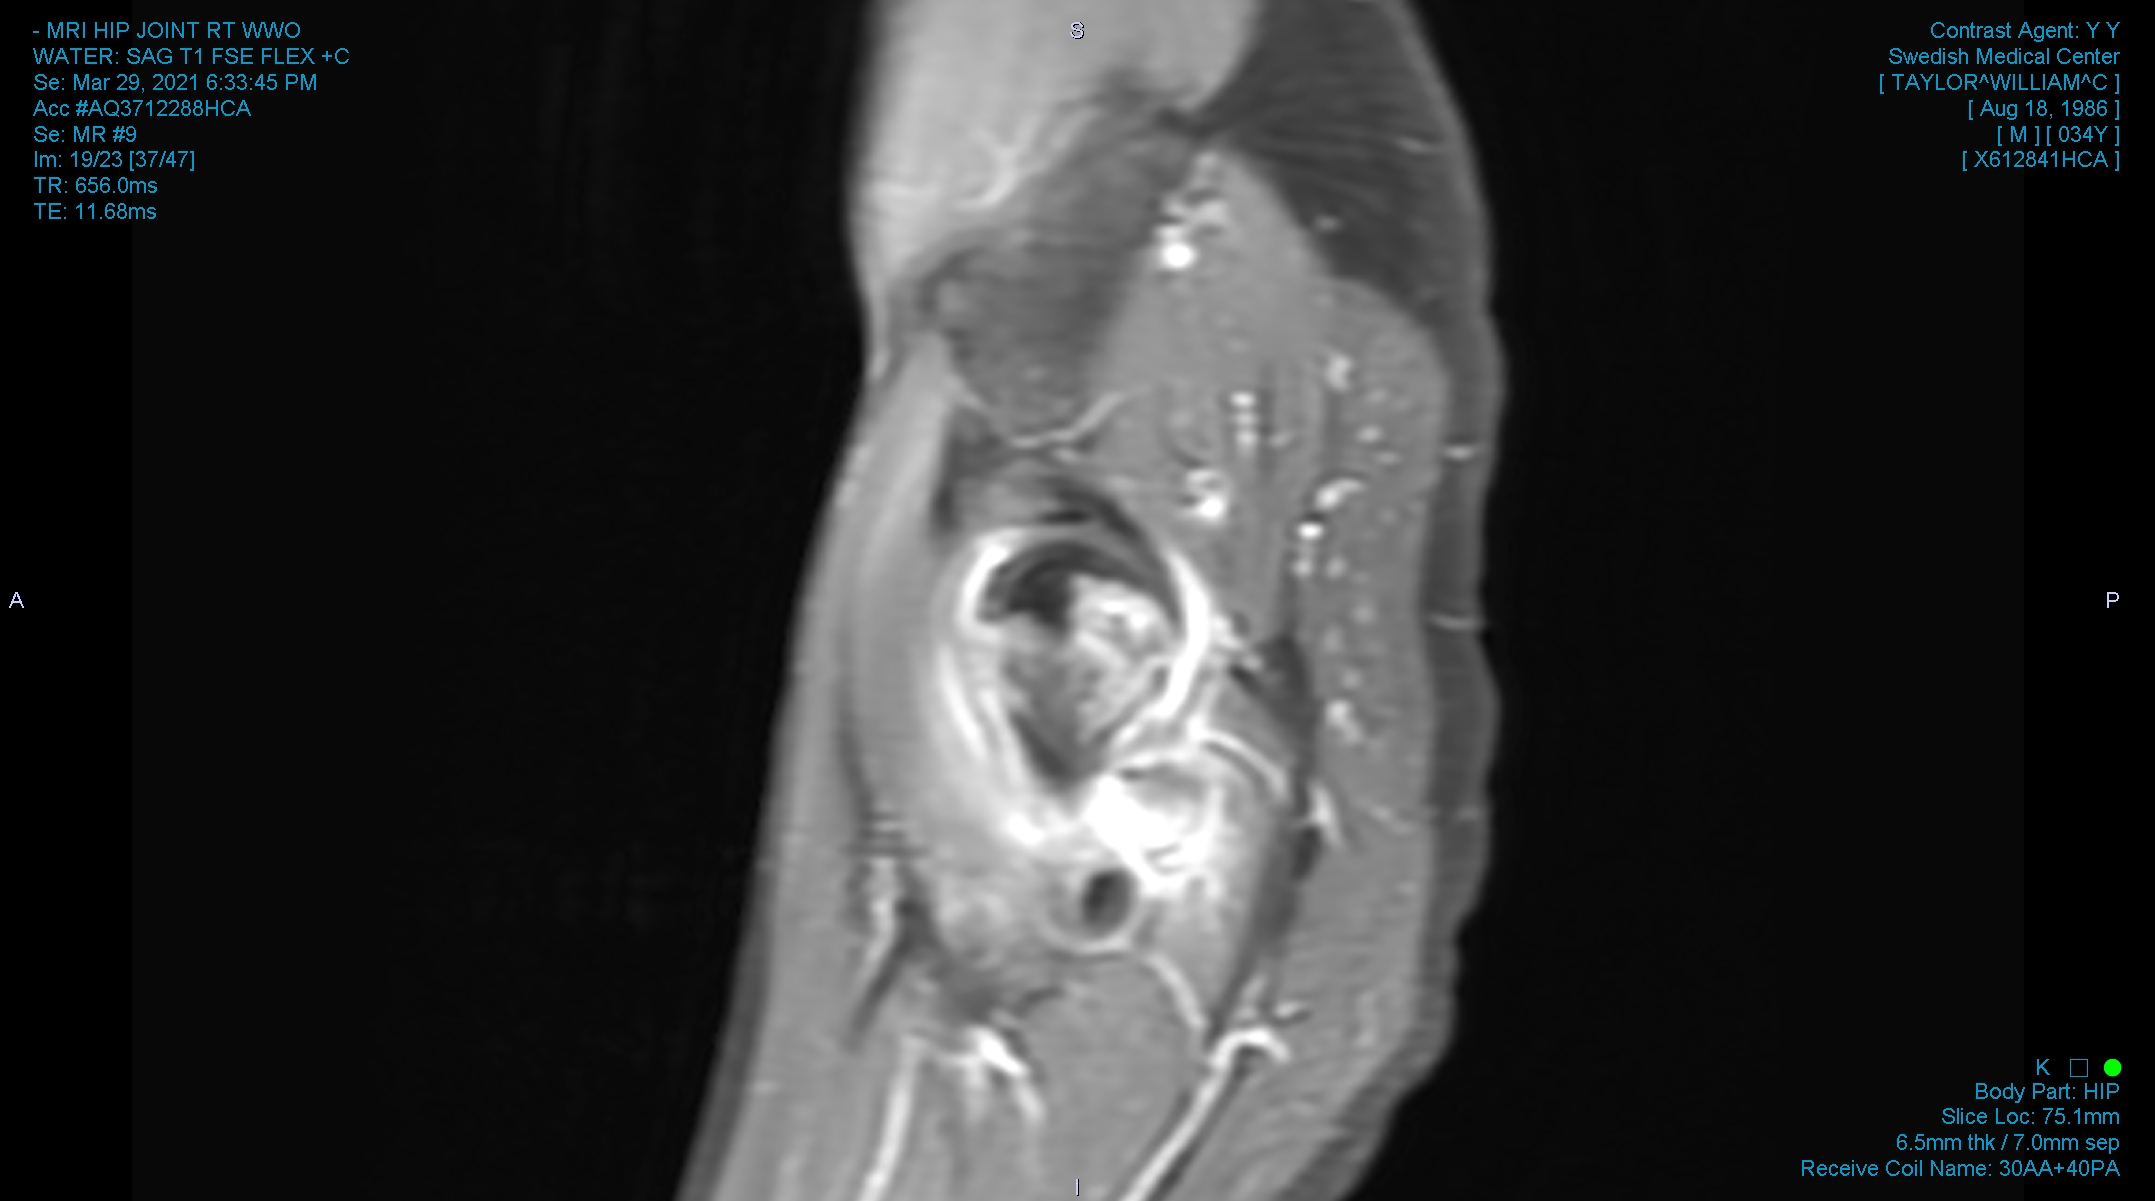 - MRI HIP JOINT RT WWO
WATER: SAG T1 FSE FLEX +C
Se: Mar 29, 2021 6:33:45 PM
Acc #AQ3712288HCA
Se: MR #9
Im: 19/23 [37/47]
TR: 656.0ms
TE: 11.68ms
S
Contrast Agent: Y Y
Swedish Medical Center
[ TAYLOR^WILLIAM^C ]
[ Aug 18, 1986 ]
[ M ] [ 034Y ]
[ X612841HCA ]
A
P
K
Body Part: HIP
Slice Loc: 75.1mm
6.5mm thk / 7.0mm sep
Receive Coil Name: 30AA+40PA
I